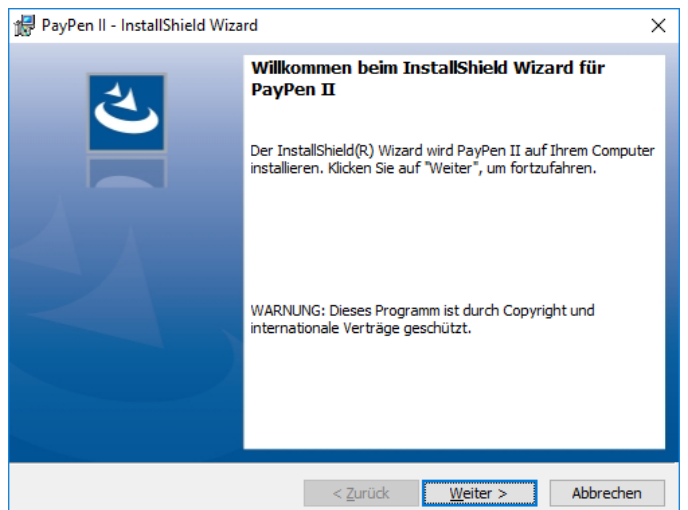 PayPen II - InstallShield Wizard
Willkommen beim InstallShield Wizard für
PayPen II
Der InstallShield(R) Wizard wird PayPen II auf Ihrem Computer
installieren. Klicken Sie auf "Weiter", um fortzufahren.
WARNUNG: Dieses Programm ist durch Copyright und
internationale Verträge geschützt.
< Zurück
Weiter >
Abbrechen